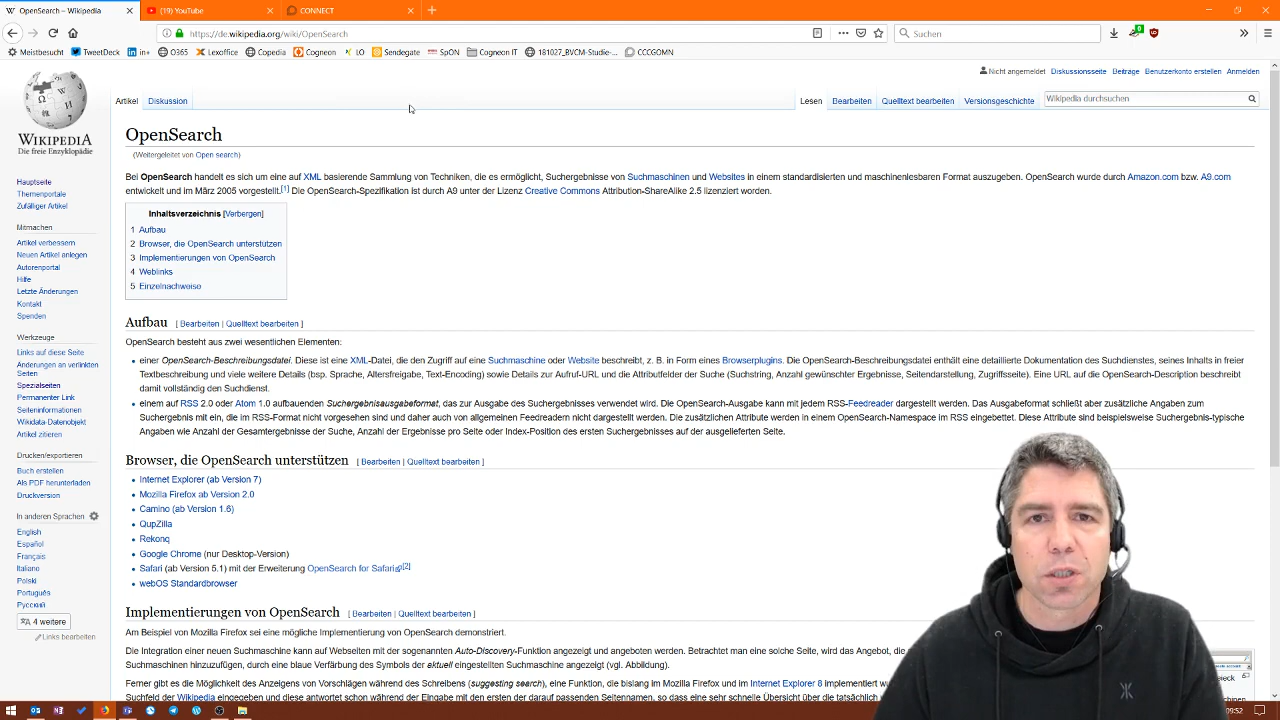 OpenSearch – Wikipedia
(19) YouTube
CONNECT
https://de.wikipedia.org/wiki/OpenSearch
Suchen
Meistbesucht TweetDeck in+ O365 Lexoffice Copedia Cogneon LO Sendegate SpON Cogneon IT 181027_BVCM-Studie-... CCCGOMN
Nicht angemeldet Diskussionsseite Beiträge Benutzerkonto erstellen Anmelden
Artikel Diskussion
Lesen Bearbeiten Quelltext bearbeiten Versionsgeschichte
Wikipedia durchsuchen
WIKIPEDIA
Die freie Enzyklopädie
Hauptseite
Themenportale
Zufälliger Artikel
Mitmachen
Artikel verbessern
Neuen Artikel anlegen
Autorenportal
Hilfe
Letzte Änderungen
Kontakt
Spenden
Werkzeuge
Links auf diese Seite
Änderungen an verlinkten
Seiten
Spezialseiten
Permanenter Link
Seiteninformationen
Wikidata-Datenobjekt
Artikel zitieren
Drucken/exportieren
Buch erstellen
Als PDF herunterladen
Druckversion
In anderen Sprachen
English
Español
Français
Italiano
Polski
Português
Русский
4 weitere
Links bearbeiten
OpenSearch
(Weitergeleitet von Open search)
Bei OpenSearch handelt es sich um eine auf XML basierende Sammlung von Techniken, die es ermöglicht, Suchergebnisse von Suchmaschinen und Websites in einem standardisierten und maschinenlesbaren Format auszugeben. OpenSearch wurde durch Amazon.com bzw. A9.com
entwickelt und im März 2005 vorgestellt.[1] Die OpenSearch-Spezifikation ist durch A9 unter der Lizenz Creative Commons Attribution-ShareAlike 2.5 lizenziert worden.
Inhaltsverzeichnis [Verbergen]
1 Aufbau
2 Browser, die OpenSearch unterstützen
3 Implementierungen von OpenSearch
4 Weblinks
5 Einzelnachweise
Aufbau [ Bearbeiten | Quelltext bearbeiten ]
OpenSearch besteht aus zwei wesentlichen Elementen:
einer OpenSearch-Beschreibungsdatei. Diese ist eine XML-Datei, die den Zugriff auf eine Suchmaschine oder Website beschreibt, z. B. in Form eines Browserplugins. Die OpenSearch-Beschreibungsdatei enthält eine detaillierte Dokumentation des Suchdienstes, seines Inhalts in freier
Textbeschreibung und viele weitere Details (bsp. Sprache, Altersfreigabe, Text-Encoding) sowie Details zur Aufruf-URL und die Attributfelder der Suche (Suchstring, Anzahl gewünschter Ergebnisse, Seitendarstellung, Zugriffsseite). Eine URL auf die OpenSearch-Description beschreibt
damit vollständig den Suchdienst.
einem auf RSS 2.0 oder Atom 1.0 aufbauenden Suchergebnisausgabeformat, das zur Ausgabe des Suchergebnisses verwendet wird. Die OpenSearch-Ausgabe kann mit jedem RSS-Feedreader dargestellt werden. Das Ausgabeformat schließt aber zusätzliche Angaben zum
Suchergebnis mit ein, die im RSS-Format nicht vorgesehen sind und daher auch von allgemeinen Feedreadern nicht dargestellt werden. Die zusätzlichen Attribute werden in einem OpenSearch-Namespace im RSS eingebettet. Diese Attribute sind beispielsweise Suchergebnis-typische
Angaben wie Anzahl der Gesamtergebnisse der Suche, Anzahl der Ergebnisse pro Seite oder Index-Position des ersten Suchergebnisses auf der ausgelieferten Seite.
Browser, die OpenSearch unterstützen [ Bearbeiten | Quelltext bearbeiten ]
Internet Explorer (ab Version 7)
Mozilla Firefox ab Version 2.0
Camino (ab Version 1.6)
QupZilla
Rekonq
Google Chrome (nur Desktop-Version)
Safari (ab Version 5.1) mit der Erweiterung OpenSearch for Safari[2]
webOS Standardbrowser
Implementierungen von OpenSearch [ Bearbeiten | Quelltext bearbeiten ]
Am Beispiel von Mozilla Firefox sei eine mögliche Implementierung von OpenSearch demonstriert.
Die Integration einer neuen Suchmaschine kann auf Webseiten mit der sogenannten Auto-Discovery-Funktion angezeigt und angeboten werden. Betrachtet man eine solche Seite, wird das Angebot,
Suchmaschinen hinzuzufügen, durch eine blaue Verfärbung des Symbols der aktuell eingestellten Suchmaschine angezeigt (vgl. Abbildung).
Ferner gibt es die Möglichkeit des Anzeigens von Vorschlägen während des Schreibens (suggesting
eine Funktion, die bislang im Mozilla Firefox und im Internet Explorer 8 implementiert
Suchfeld der Wikipedia eingegeben und diese antwortet schon während der Eingabe mit den ersten der darauf passenden Seitennamen, so dass eine sehr schnelle Übersicht über die tatsächlich
09:52